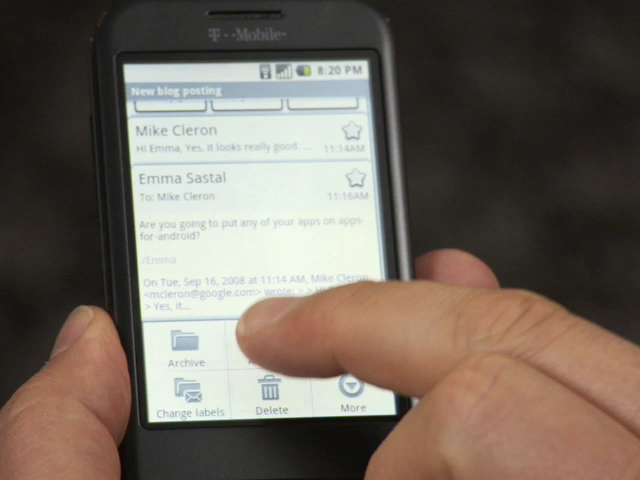 T··Mobile·
8:20 PM
New blog posting
Mike Cleron
Hi Emma, Yes, it looks really good. ...
11:14AM
Emma Sastal
To: Mike Cleron
11:16AM
Are you going to put any of your apps on apps-
for-android?
/Emma
On Tue, Sep 16, 2008 at 11:14 AM, Mike Cleron
<mcleron@google.com> wrote: > >
> Yes, it...
Archive
Change labels
Delete
More